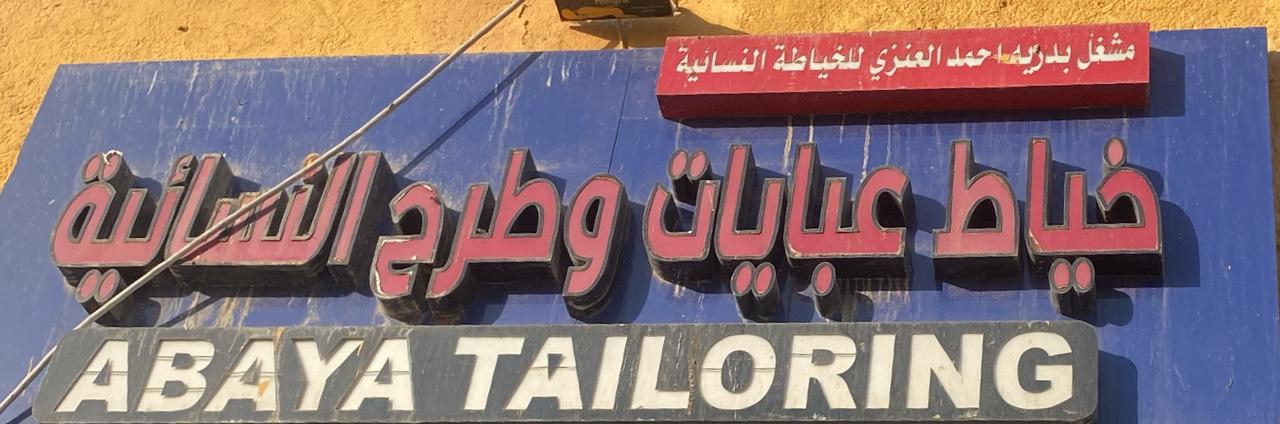 مشغل بدريه احمد العنزي للخياطة النسائية
خياط عبايات وطرح النسائية
ABAYA TAILORING